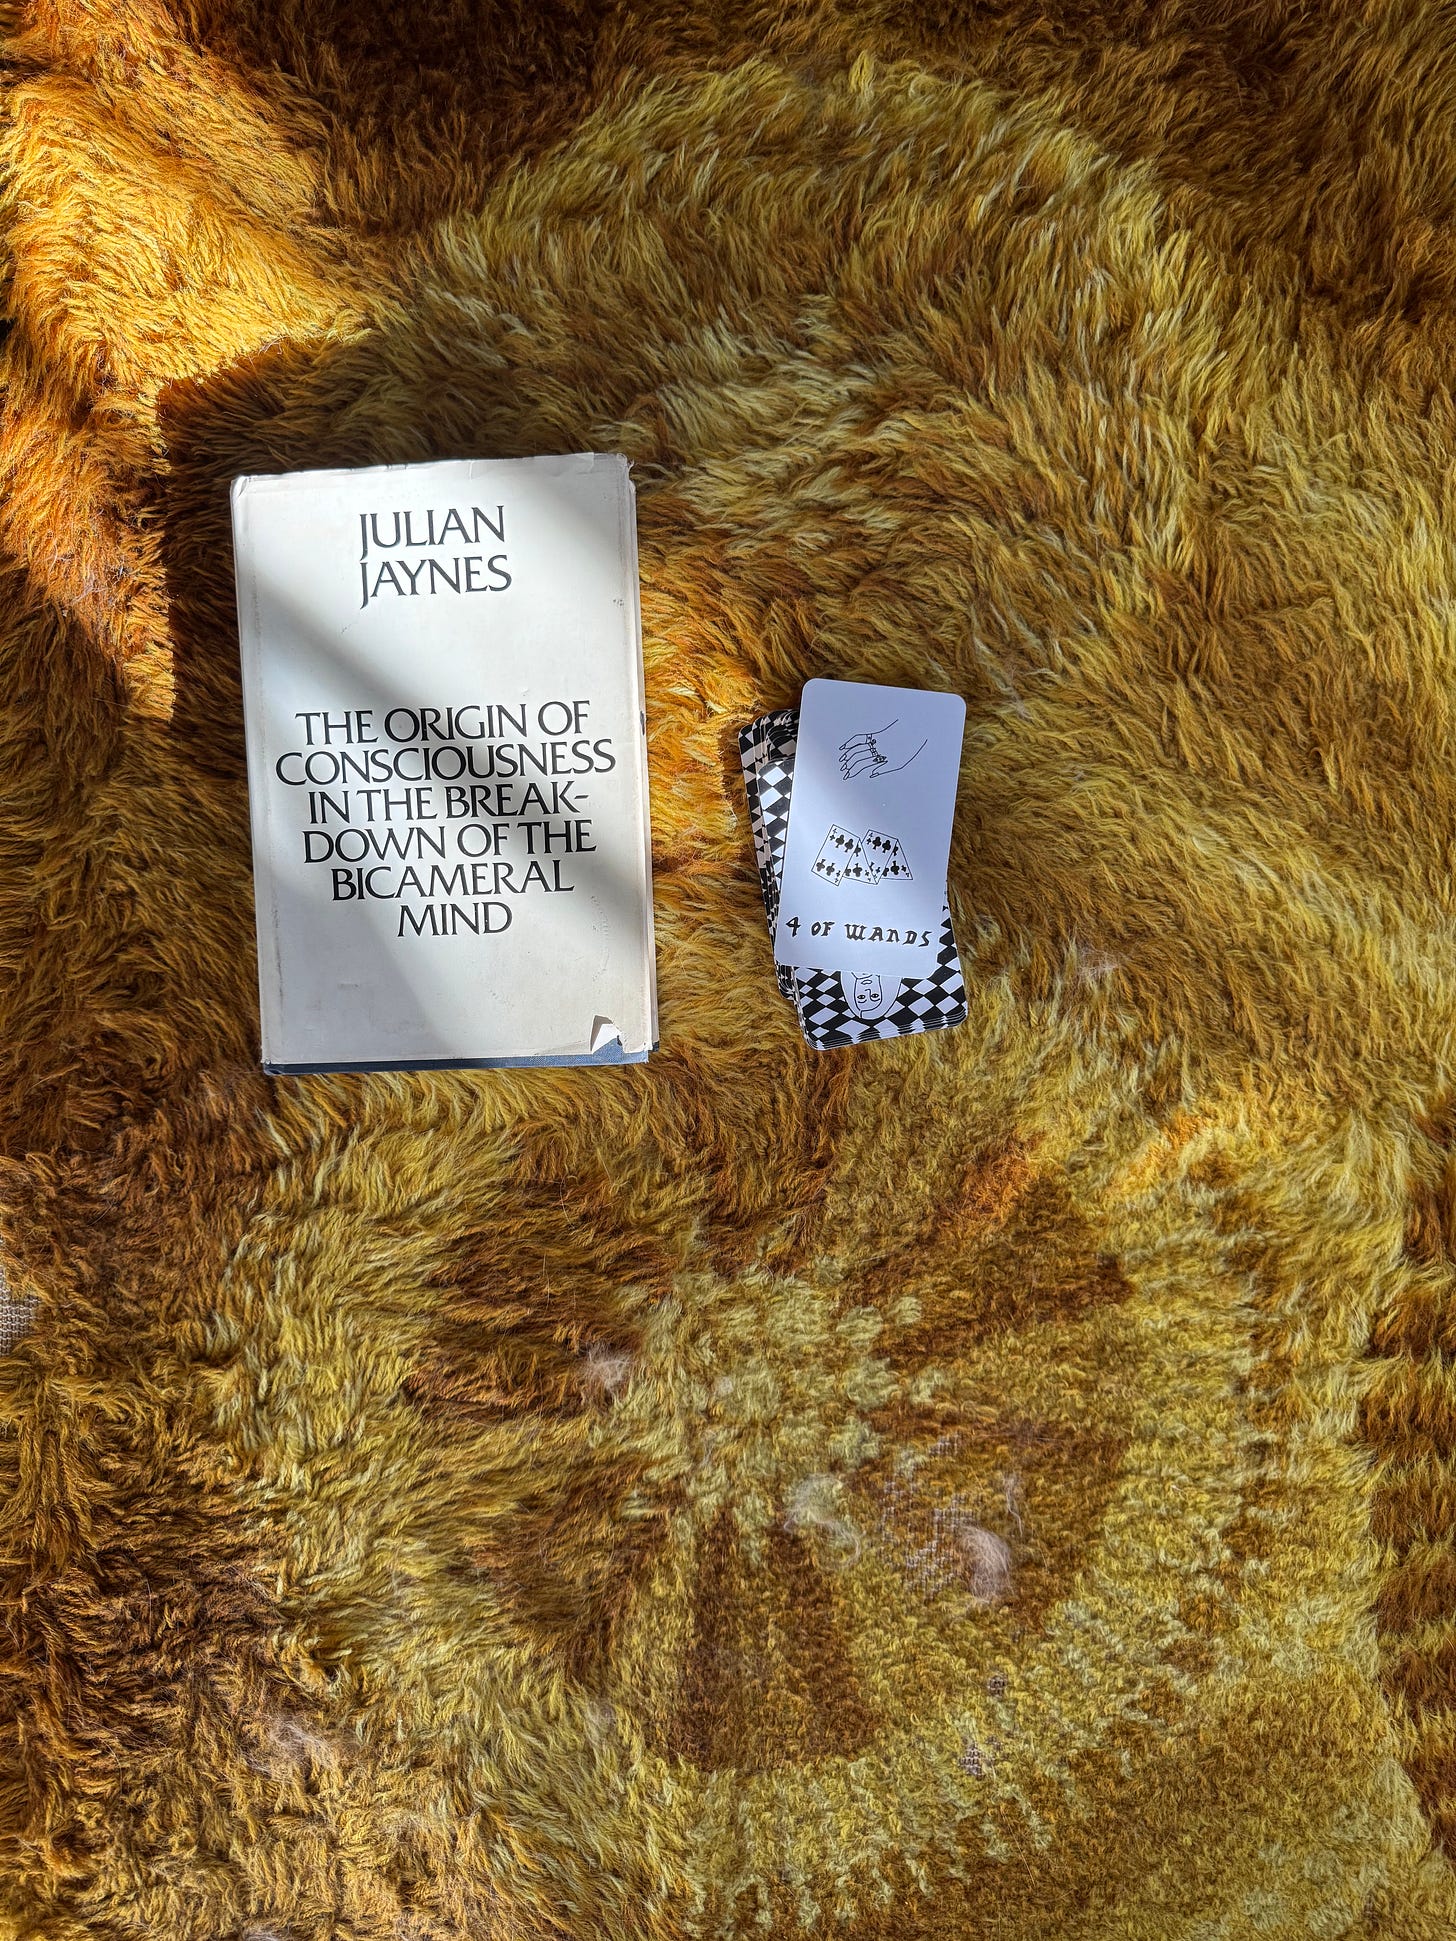 JULIAN
JAYNES
THE ORIGIN OF
CONSCIOUSNESS
IN THE BREAK-
DOWN OF THE
BICAMERAL
MIND
4 OF WANDS